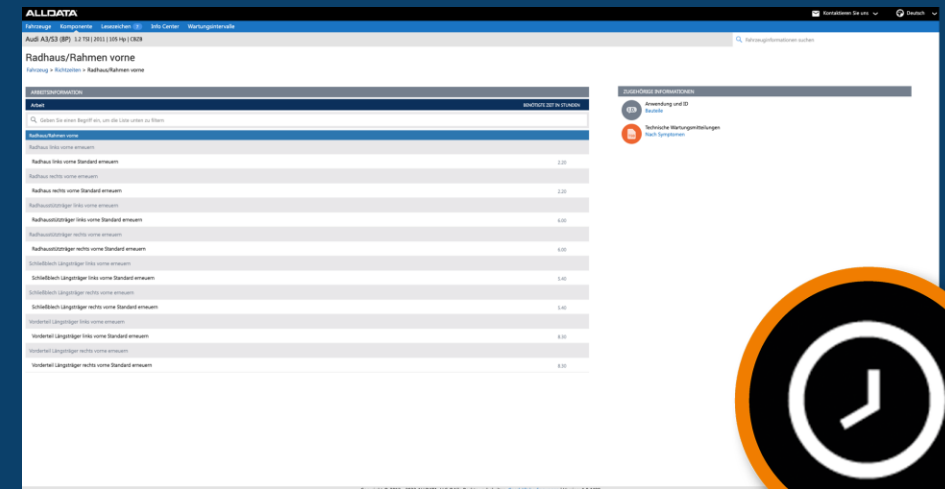 ALLDATA
Kontaktieren Sie uns
Deutsch
Fahrzeuge Komponente Lesezeichen Info Center Wartungsintervalle
Audi A3/S3 (8P) 1.2 TSI | 2011 | 105 Hp | CBZB
Fahrzeuginformationen suchen
Radhaus/Rahmen vorne
Fahrzeug > Richtzeiten > Radhaus/Rahmen vorne
ARBEITSINFORMATION
Arbeit BENÖTIGTE ZEIT IN STUNDEN
Geben Sie einen Begriff ein, um die Liste unten zu filtern
Radhaus/Rahmen vorne
Radhaus links vorne erneuern
Radhaus links vorne Standard erneuern 2.20
Radhaus rechts vorne erneuern
Radhaus rechts vorne Standard erneuern 2.20
Radhausstützträger links vorne erneuern
Radhausstützträger links vorne Standard erneuern 6.00
Radhausstützträger rechts vorne erneuern
Radhausstützträger rechts vorne Standard erneuern 6.00
Schließblech Längsträger links vorne erneuern
Schließblech Längsträger links vorne Standard erneuern 3.40
Schließblech Längsträger rechts vorne erneuern
Schließblech Längsträger rechts vorne Standard erneuern 3.40
Vorderteil Längsträger links vorne erneuern
Vorderteil Längsträger links vorne Standard erneuern 8.30
Vorderteil Längsträger rechts vorne erneuern
Vorderteil Längsträger rechts vorne Standard erneuern 8.30
ZUGEHÖRIGE INFORMATIONEN
Anwendung und ID
Bauteile
Technische Wartungsmitteilungen
Nach Symptomen